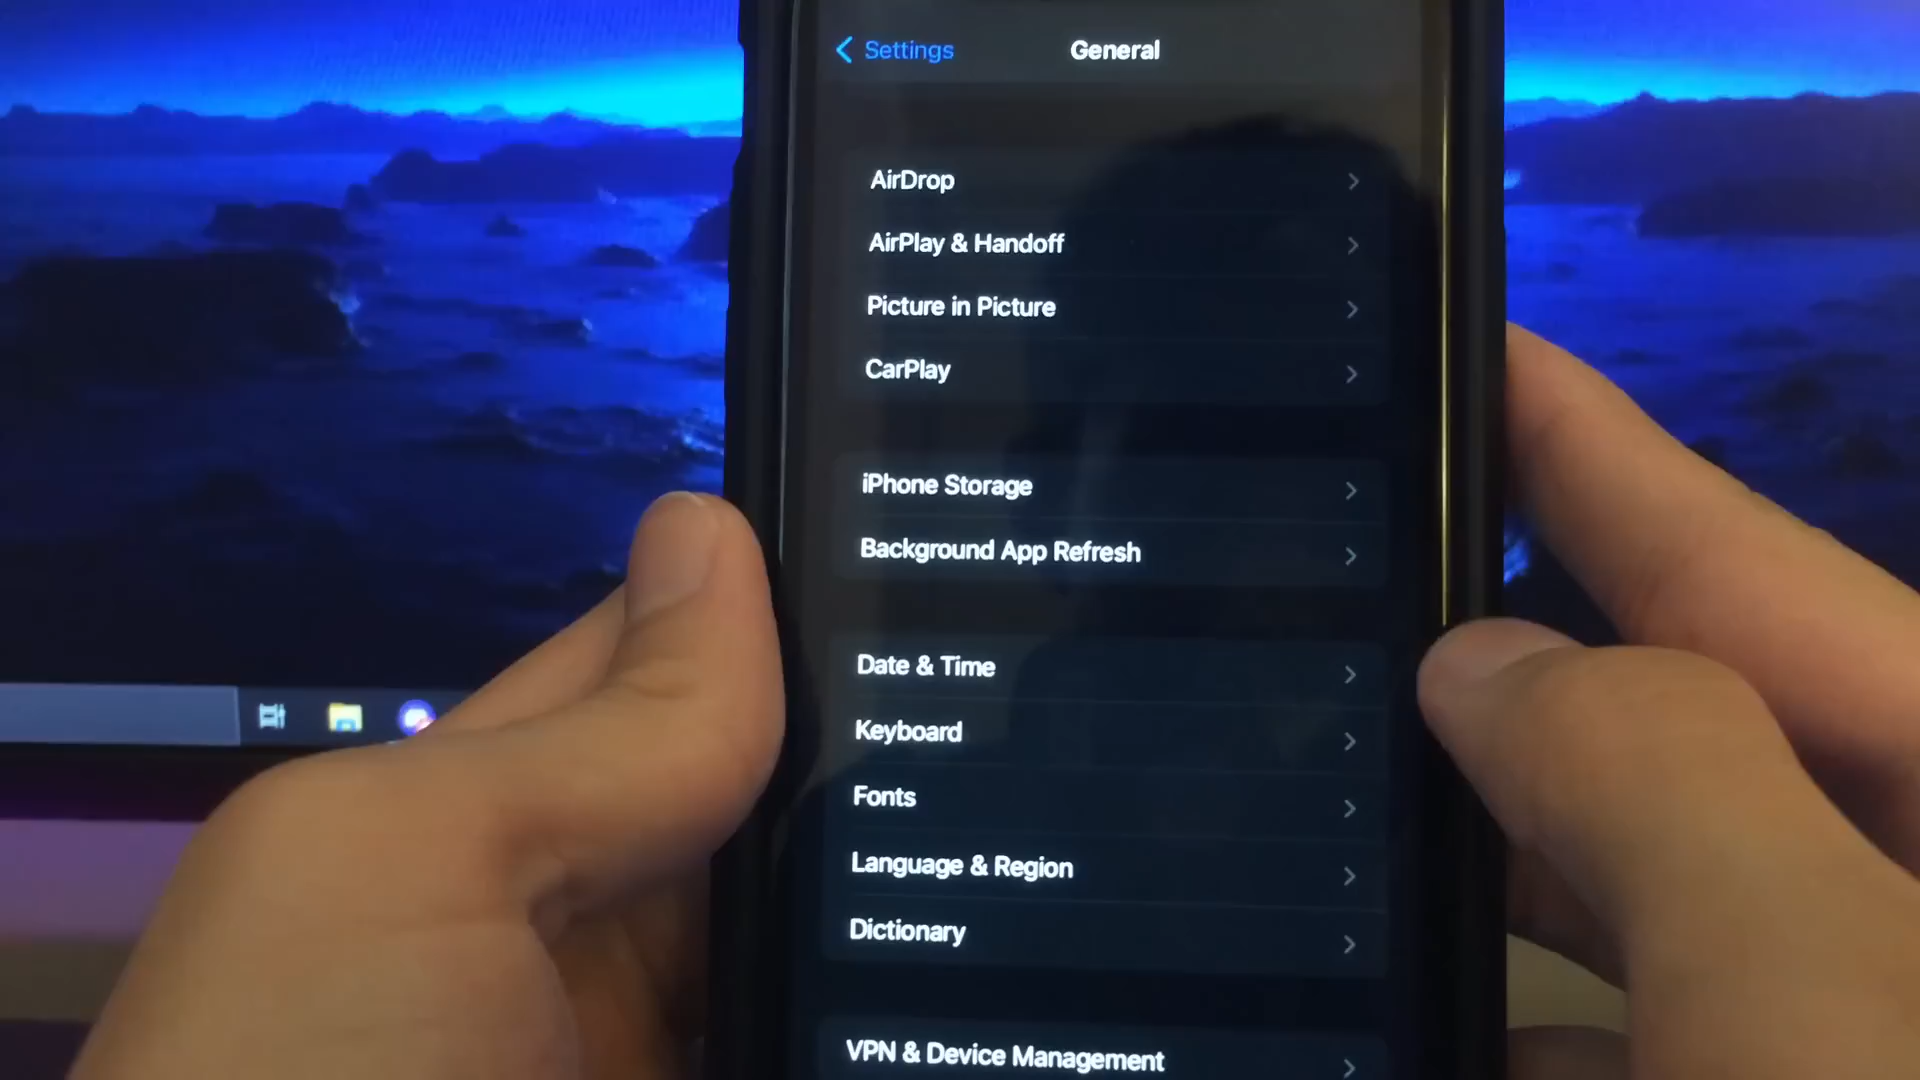 Settings
General
AirDrop
AirPlay & Handoff
Picture in Picture
CarPlay
iPhone Storage
Background App Refresh
Date & Time
Keyboard
Fonts
Language & Region
Dictionary
VPN & Device Management